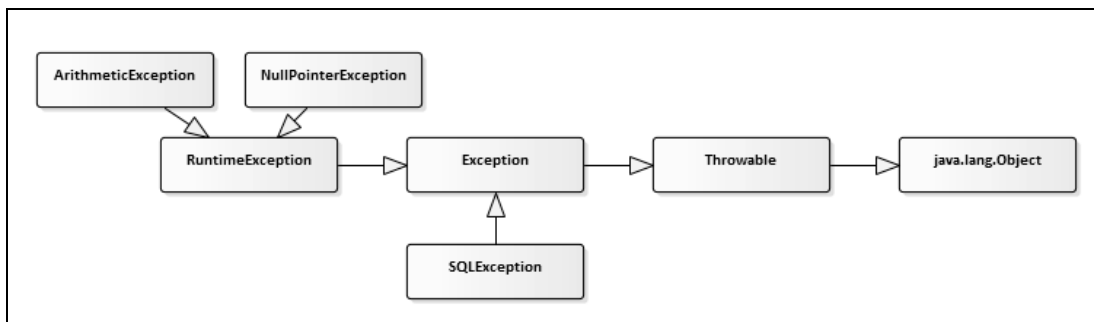 ArithmeticException
NullPointerException
RuntimeException
Exception
Throwable
java.lang.Object
SQLException